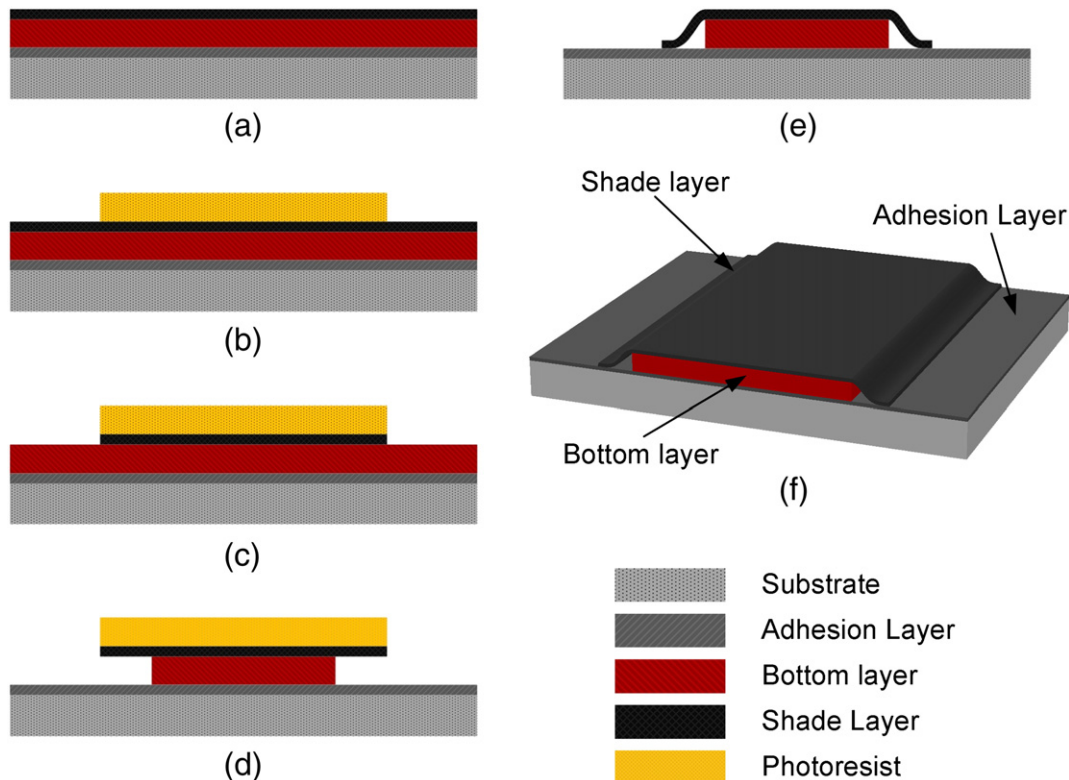 (a)
(b)
(c)
(d)
(e)
Shade layer
Adhesion Layer
Bottom layer
(f)
Substrate
Adhesion Layer
Bottom layer
Shade Layer
Photoresist